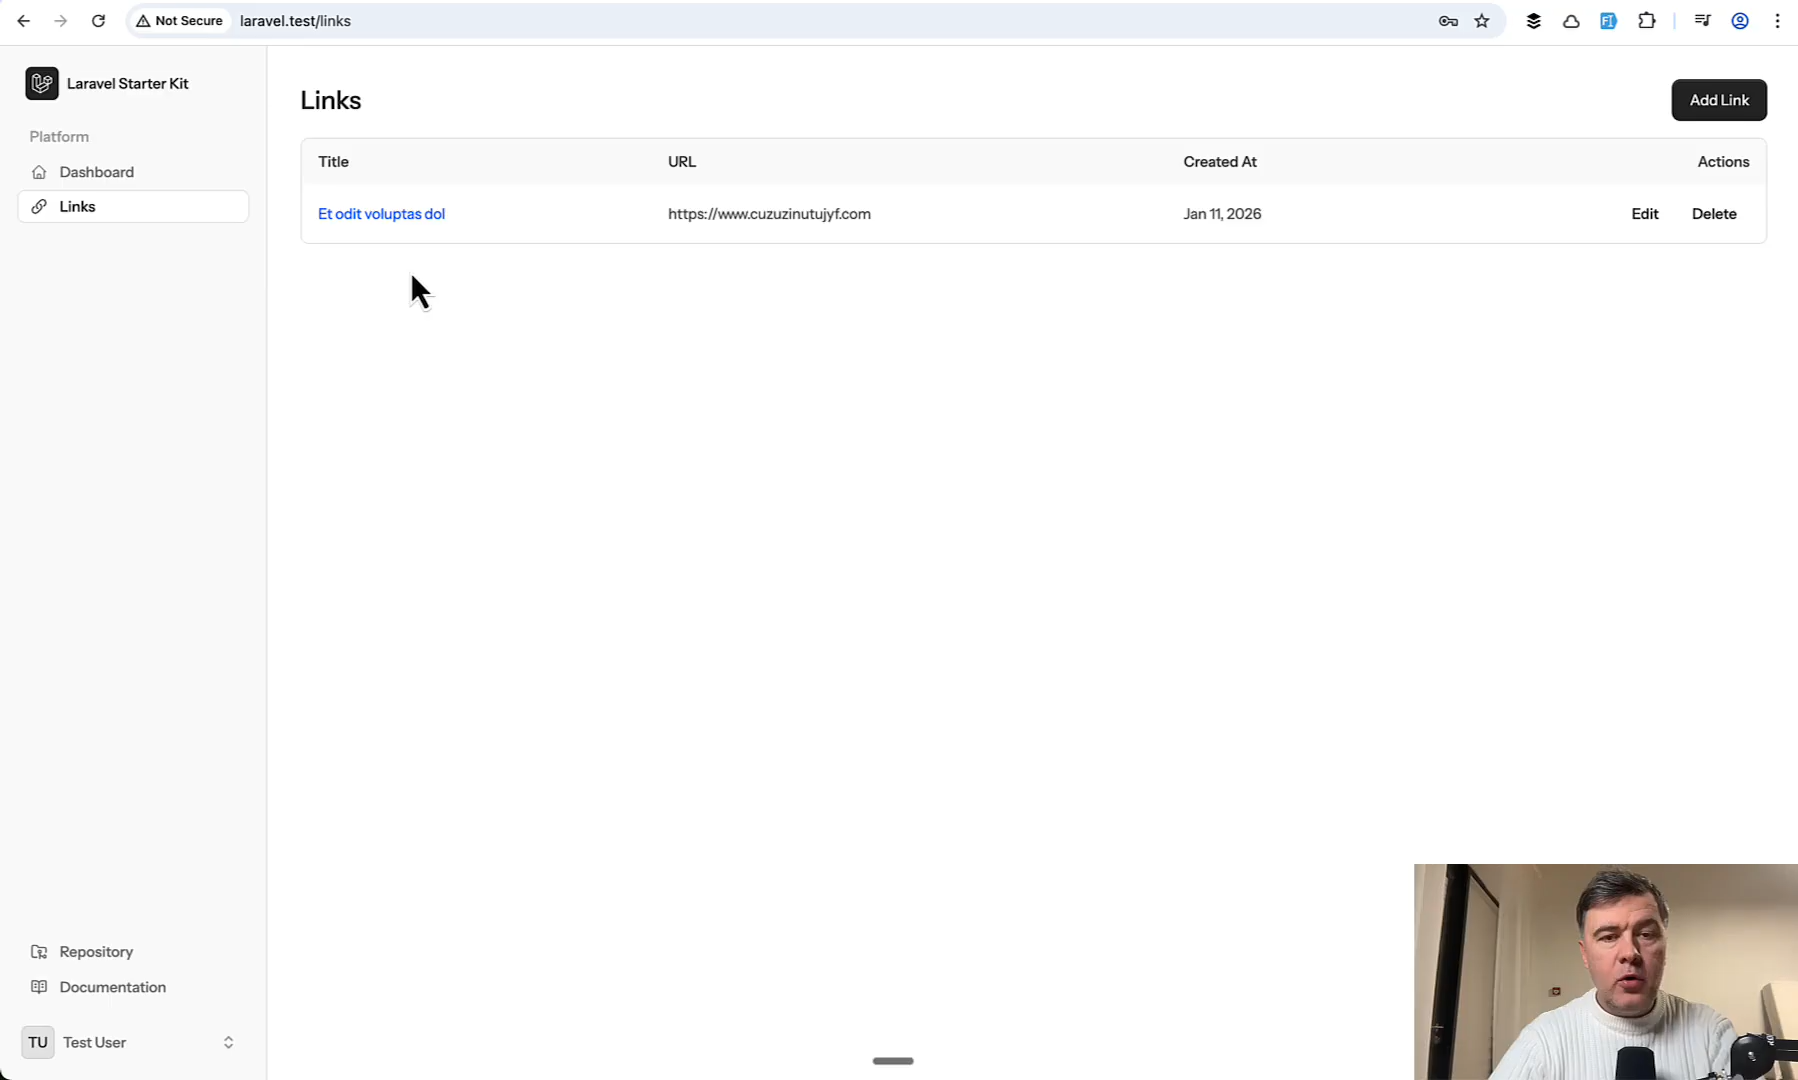 Not Secure laravel.test/links
Laravel Starter Kit
Platform
Dashboard
Links
Links
Add Link
Title URL Created At Actions
Et odit voluptas dol https://www.cuzuzinutujyf.com Jan 11, 2026 Edit Delete
Repository
Documentation
TU Test User